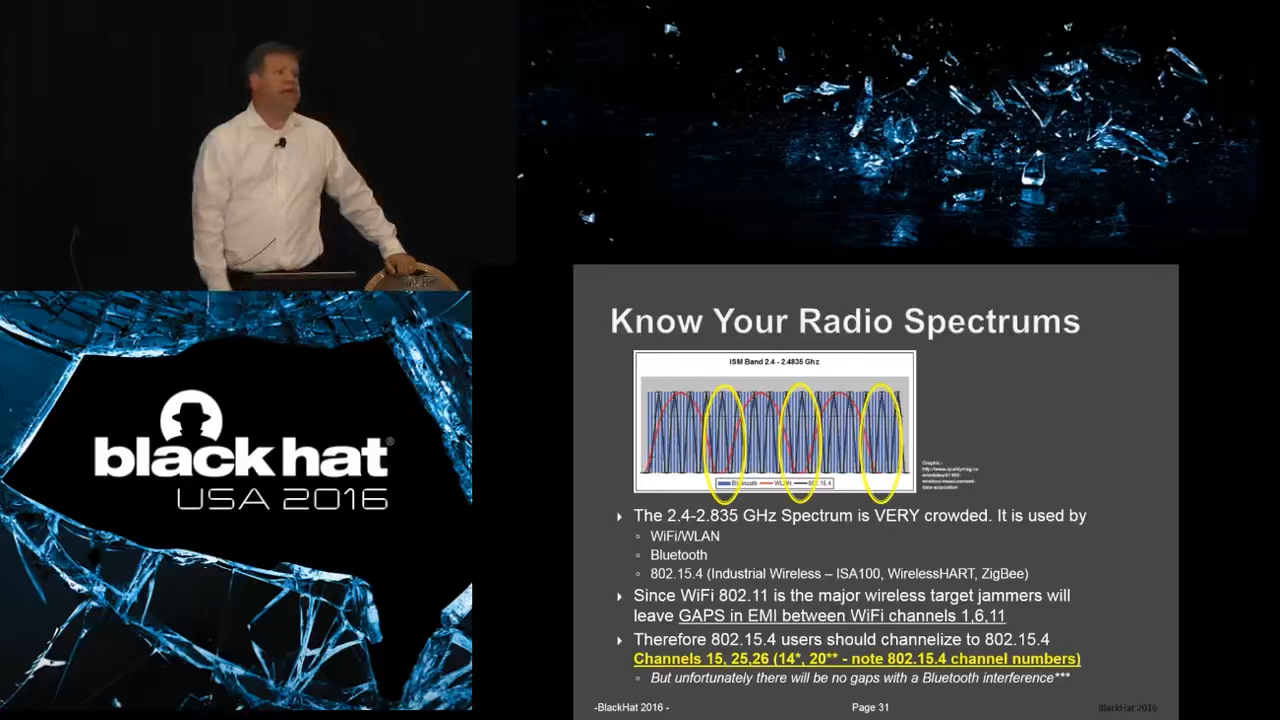 black hat®
USA 2016
Know Your Radio Spectrums
ISM Band 2.4 - 2.4835 Ghz
Bluetooth WLAN 802.15.4
Graphic -
The 2.4-2.835 GHz Spectrum is VERY crowded. It is used by
WiFi/WLAN
Bluetooth
802.15.4 (Industrial Wireless – ISA100, WirelessHART, ZigBee)
Since WiFi 802.11 is the major wireless target jammers will
leave GAPS in EMI between WiFi channels 1,6,11
Therefore 802.15.4 users should channelize to 802.15.4
Channels 15, 25,26 (14*, 20** - note 802.15.4 channel numbers)
But unfortunately there will be no gaps with a Bluetooth interference***
-BlackHat 2016 -
Page 31
BlackHat 2016